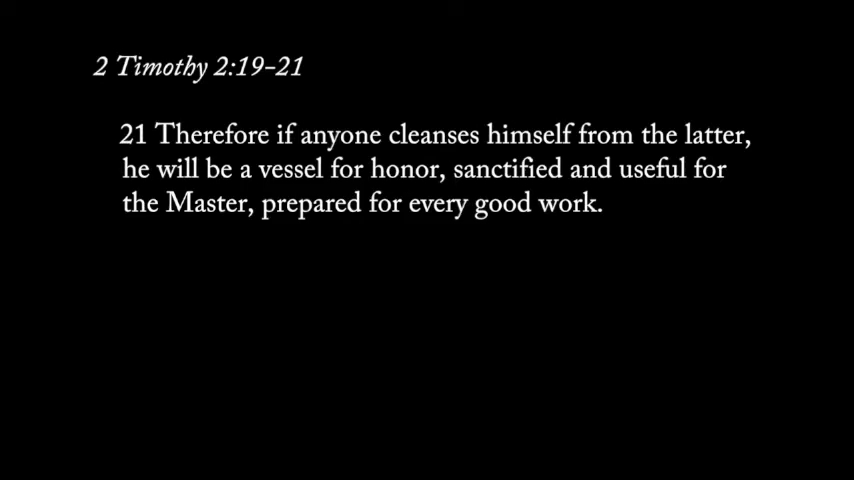 2 Timothy 2:19-21
21 Therefore if anyone cleanses himself from the latter,
he will be a vessel for honor, sanctified and useful for
the Master, prepared for every good work.